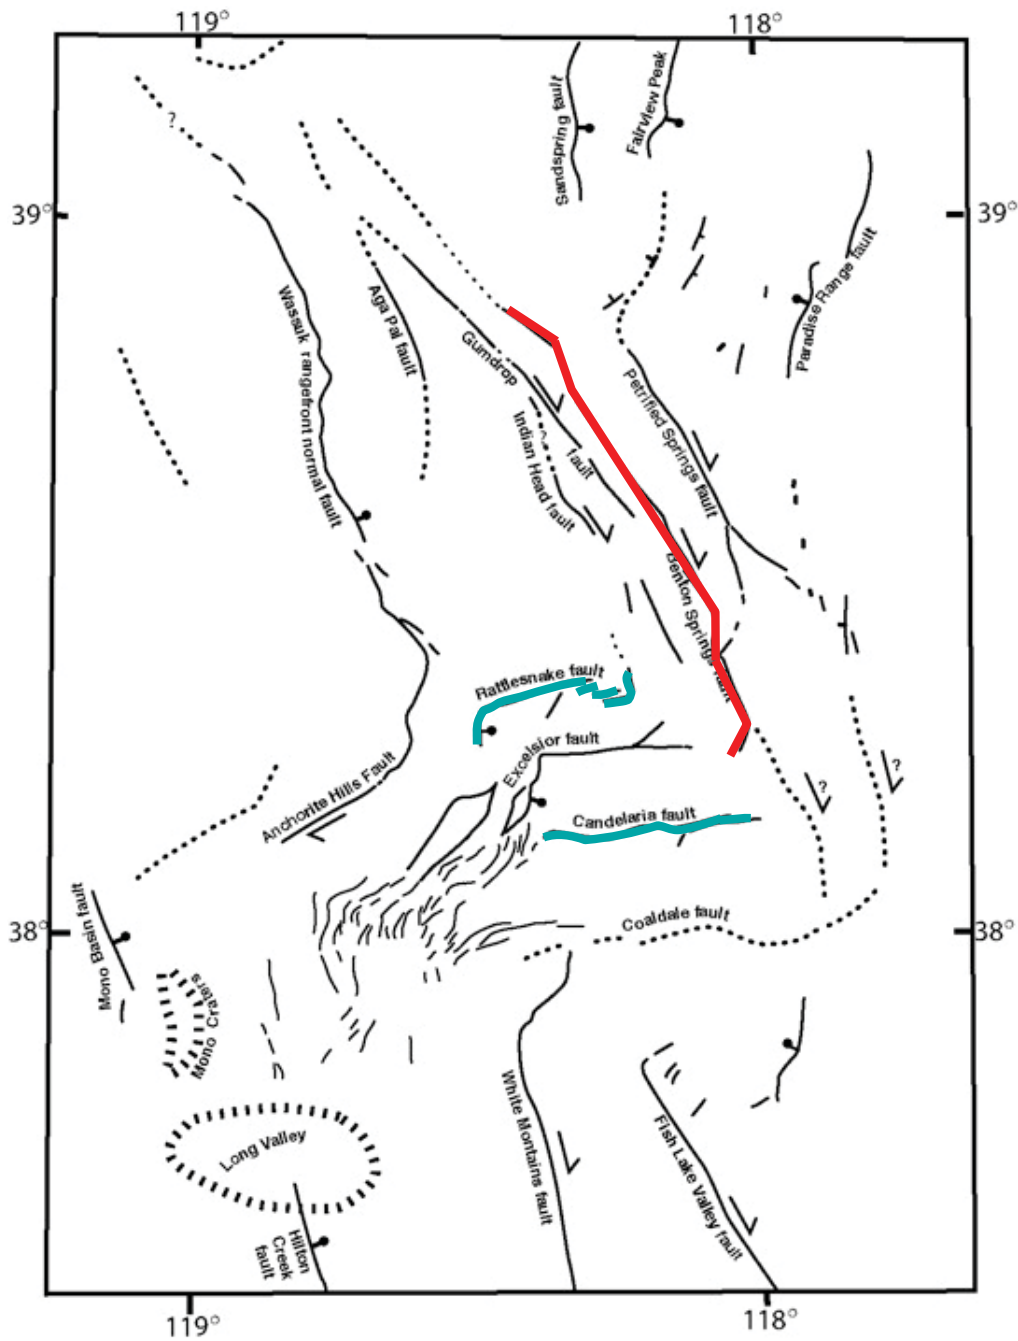 119°
118°
Sandspring fault
Fairview Peak
?
39°
39°
Paradise Range fault
Wassuk rangefront normal fault
Aga Pai fault
Gumdrop
fault
Petrified Springs fault
Indian Head fault
?
Benton Springs fault
Rattlesnake fault
Excelsior fault
Anchorite Hills Fault
?
?
Candelaria fault
Mono Basin fault
Coaldale fault
38°
38°
Mono Craters
White Mountains fault
Long Valley
Fish Lake Valley fault
Hilton
Creek
fault
119°
118°